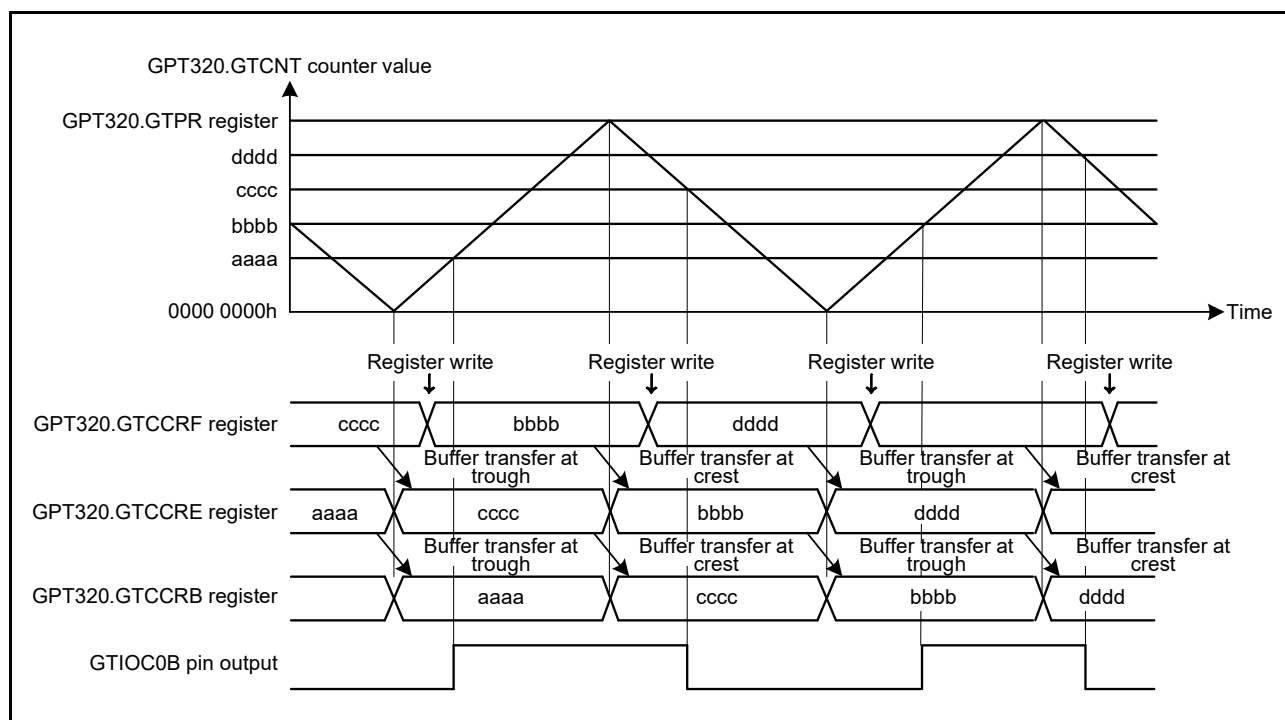 GPT320.GTCNT counter value
GPT320.GTPR register
dddd
cccc
bbbb
aaaa
0000 0000h
Time
Register write Register write Register write Register write
GPT320.GTCCRF register cccc bbbb dddd
Buffer transfer at trough Buffer transfer at crest Buffer transfer at trough Buffer transfer at crest
GPT320.GTCCRE register aaaa cccc bbbb dddd
Buffer transfer at trough Buffer transfer at crest Buffer transfer at trough Buffer transfer at crest
GPT320.GTCCRB register aaaa cccc bbbb dddd
GTIOC0B pin output